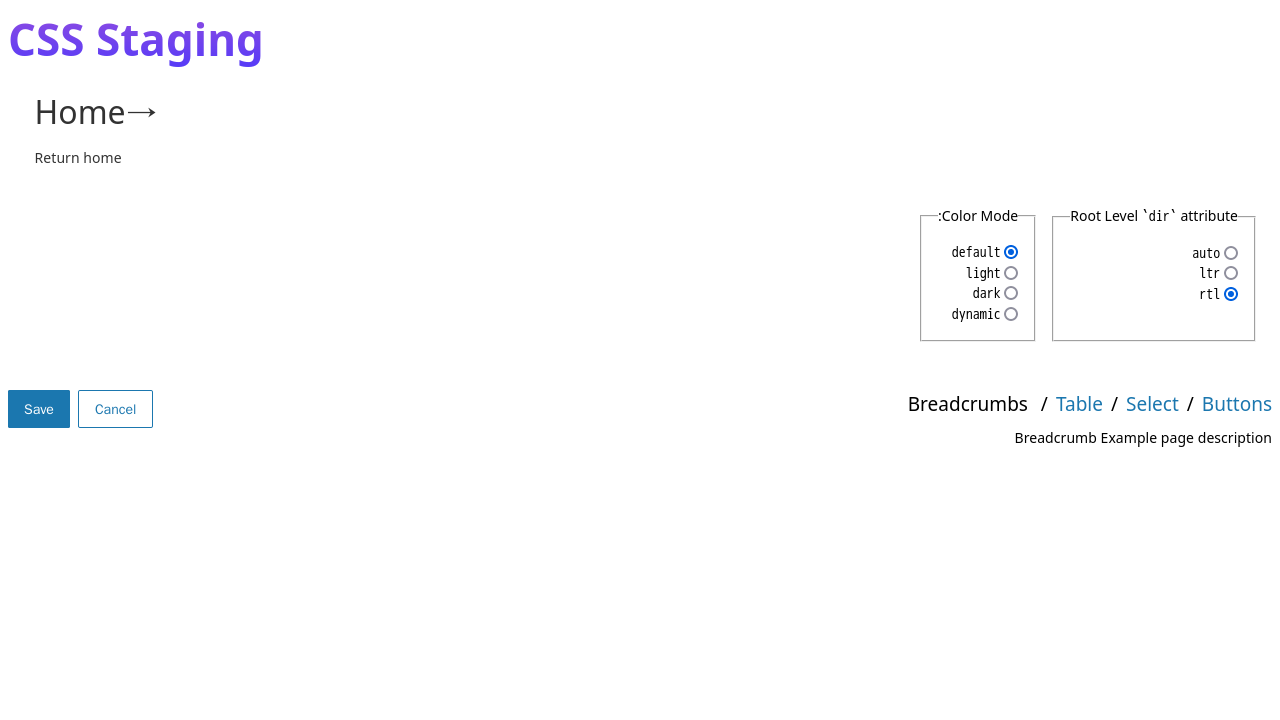 CSS Staging
Home→
Return home
Root Level `dir` attribute
auto
ltr
rtl
:Color Mode
default
light
dark
dynamic
Breadcrumbs / Table / Select / Buttons
Breadcrumb Example page description
Save
Cancel